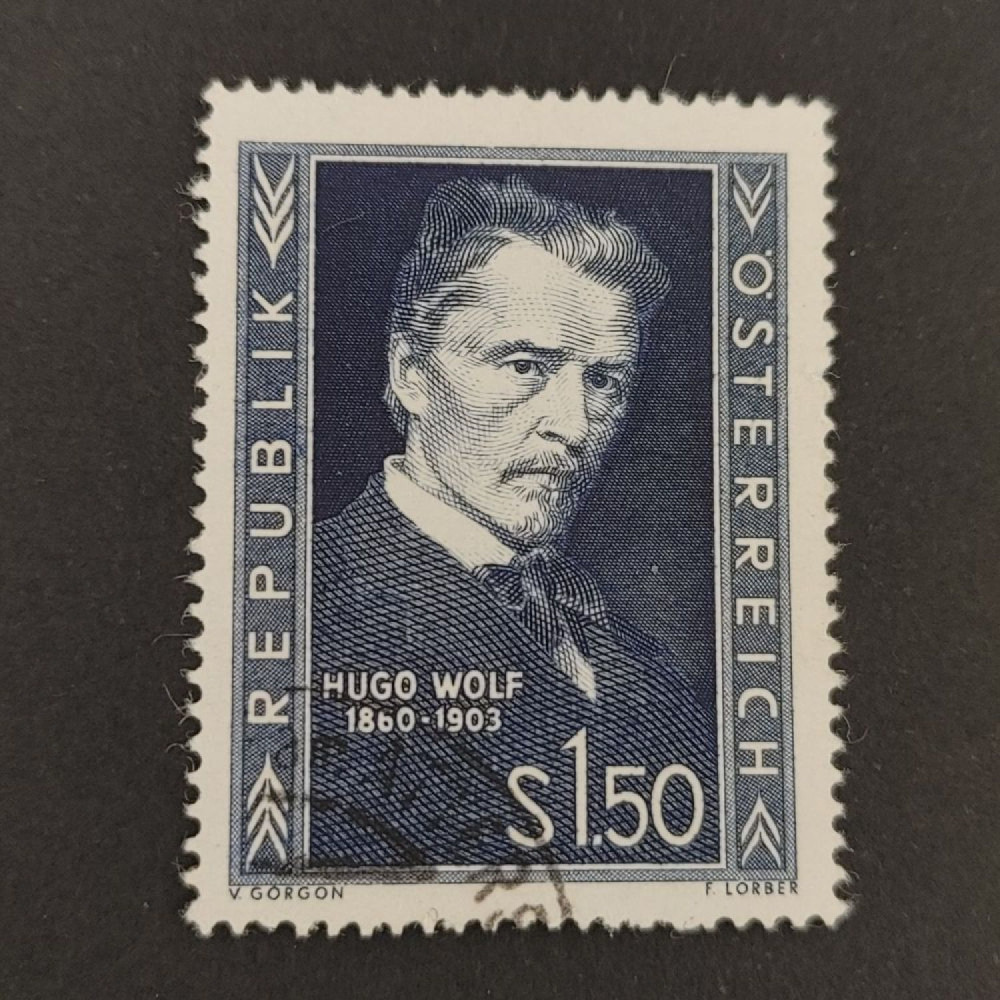 REPUBLIK
ÖSTERREICH
HUGO WOLF
1860-1903
S1.50
V. GORGON
F. LORBER